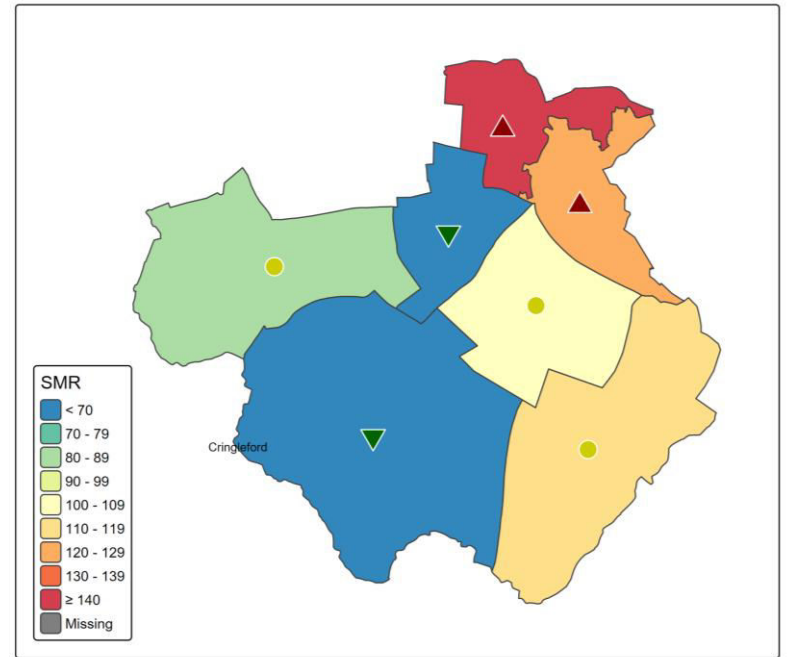 Cringleford
SMR
< 70
70 - 79
80 - 89
90 - 99
100 - 109
110 - 119
120 - 129
130 - 139
≥ 140
Missing